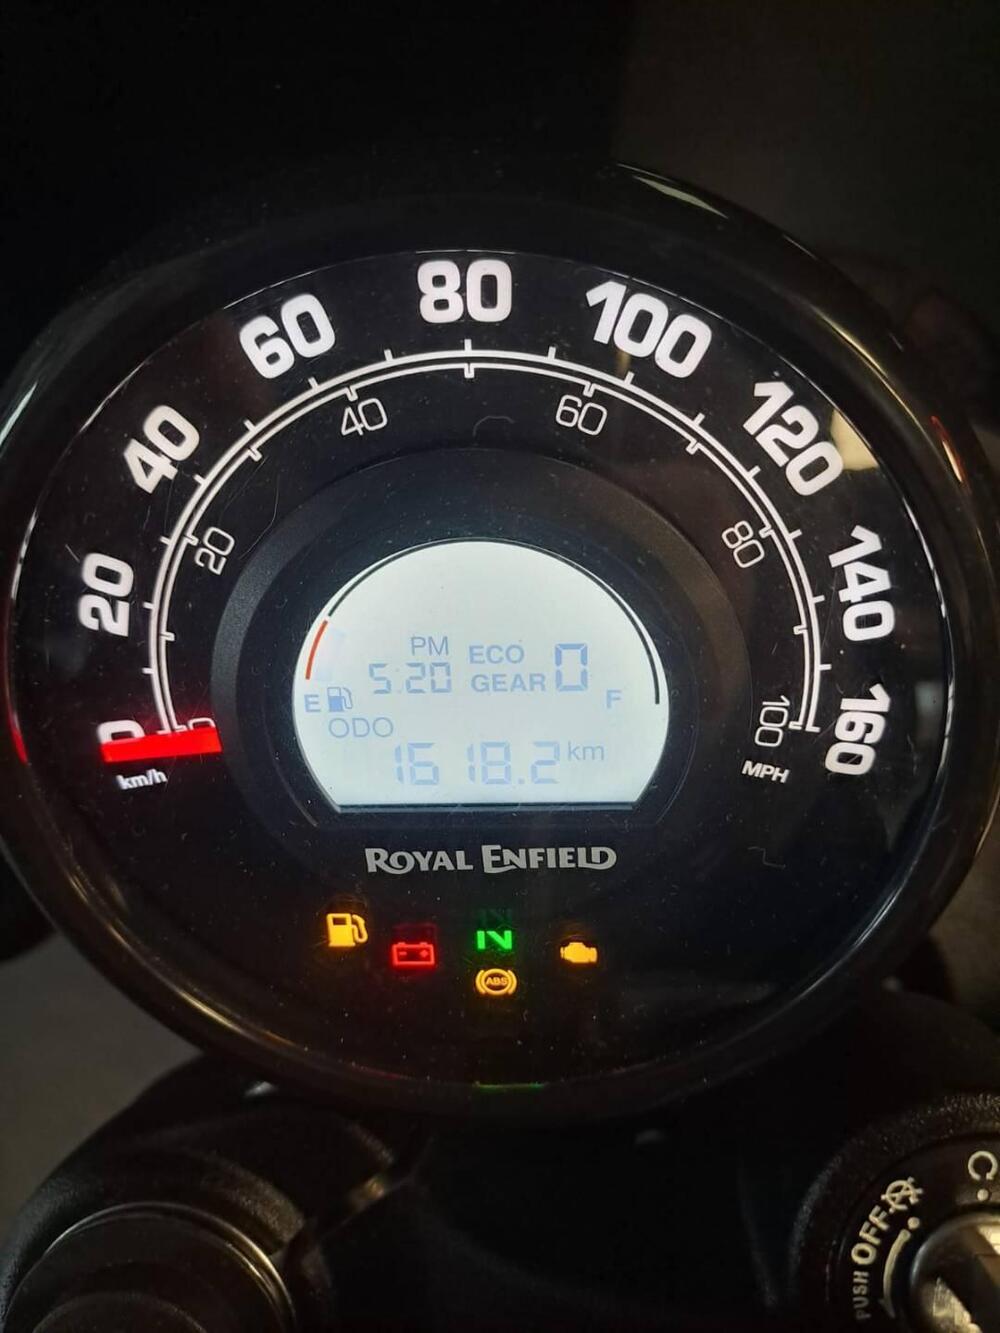 80
60
100
40
120
20
140
0
160
km/h
40
60
20
80
0
100
MPH
PM
5:20
ECO
GEAR 0
E
F
ODO
1618.2 km
ROYAL ENFIELD
N
ABS
OFF
PUSH